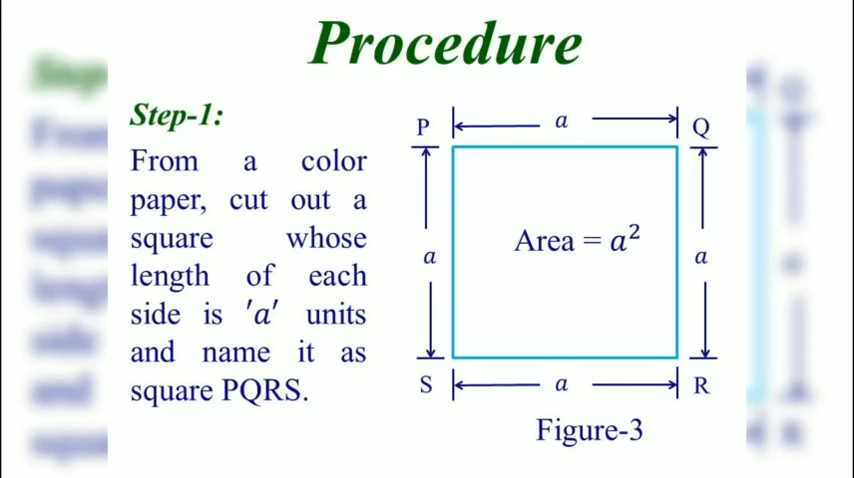 Procedure
Step-1:
From a color
paper, cut out a
square whose
length of each
side is 'a' units
and name it as
square PQRS.
P a Q
a Area = a² a
S a R
Figure-3